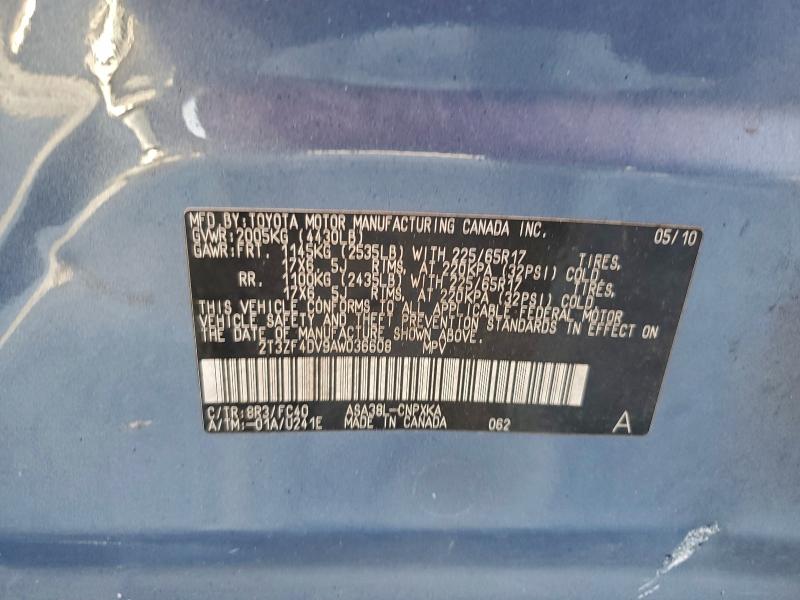 MFD BY: TOYOTA MOTOR MANUFACTURING CANADA INC. 05/10
GVWR: 2005KG (4430LB)
GAWR: FRT. 1145KG (2535LB) WITH 225/65R17 TIRES,
17X6.5J RIMS, AT 220KPA (32PSI) COLD.
RR. 1100KG (2435LB) WITH 225/65R17 TIRES,
RIMS, AT 220KPA (32PSI) COLD.
THIS VEHICLE CONFORMS TO ALL APPLICABLE FEDERAL MOTOR
VEHICLE SAFETY AND THEFT PREVENTION STANDARDS IN EFFECT ON
THE DATE OF MANUFACTURE SHOWN ABOVE.
2T3ZF4DV9AW036608 MPV
C/TR: 8R3/FC40 ASA38L-CNPXKA
A/TM: -01A/U241E MADE IN CANADA 062 A